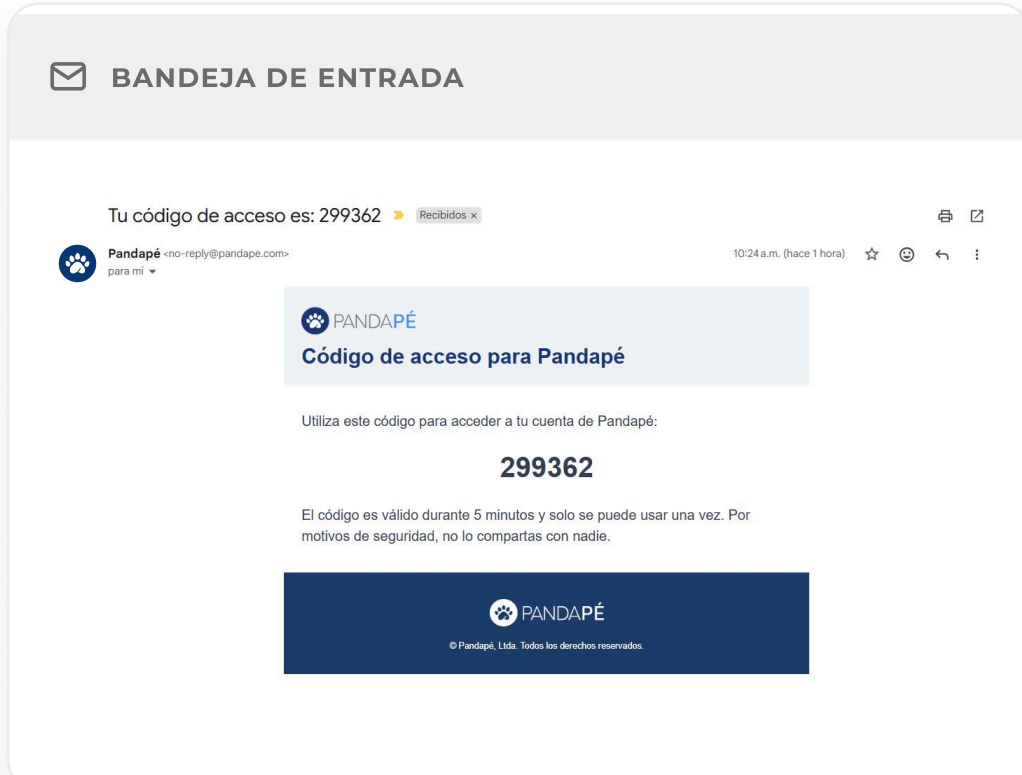 BANDEJA DE ENTRADA
Tu código de acceso es: 299362 Recibidos ×
Pandapé <no-reply@pandape.com> 10:24 a.m. (hace 1 hora)
para mí
PANDAPÉ
Código de acceso para Pandapé
Utiliza este código para acceder a tu cuenta de Pandapé:
299362
El código es válido durante 5 minutos y solo se puede usar una vez. Por
motivos de seguridad, no lo compartas con nadie.
PANDAPÉ
© Pandapé, Ltda. Todos los derechos reservados.